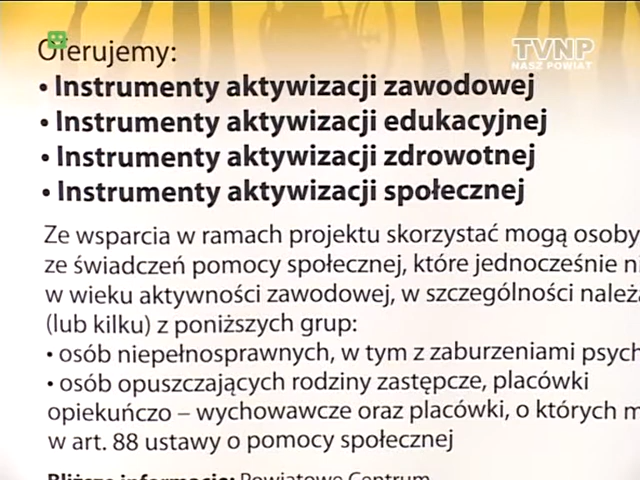 Oferujemy:
TVNP
NASZ POWIAT
• Instrumenty aktywizacji zawodowej
• Instrumenty aktywizacji edukacyjnej
• Instrumenty aktywizacji zdrowotnej
• Instrumenty aktywizacji społecznej
Ze wsparcia w ramach projektu skorzystać mogą osoby
ze świadczeń pomocy społecznej, które jednocześnie
w wieku aktywności zawodowej, w szczególności
(lub kilku) z poniższych grup:
• osób niepełnosprawnych, w tym z zaburzeniami
• osób opuszczających rodziny zastępcze, placówki
opiekuńczo – wychowawcze oraz placówki, o których
w art. 88 ustawy o pomocy społecznej
Bliższe informacje: Powiatowe Centrum